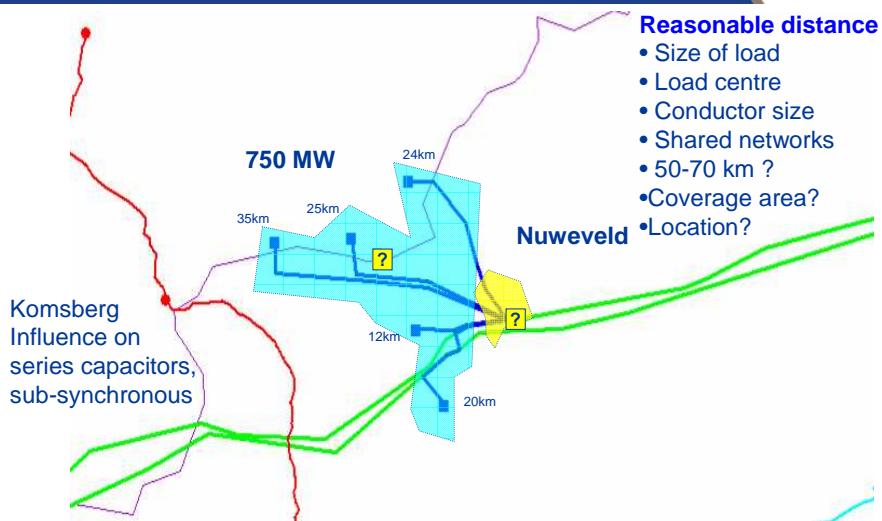 Reasonable distance
• Size of load
• Load centre
• Conductor size
• Shared networks
• 50-70 km ?
•Coverage area?
•Location?
750 MW
24km
25km
35km
Nuweveld
?
?
Komsberg
Influence on
series capacitors,
sub-synchronous
12km
20km